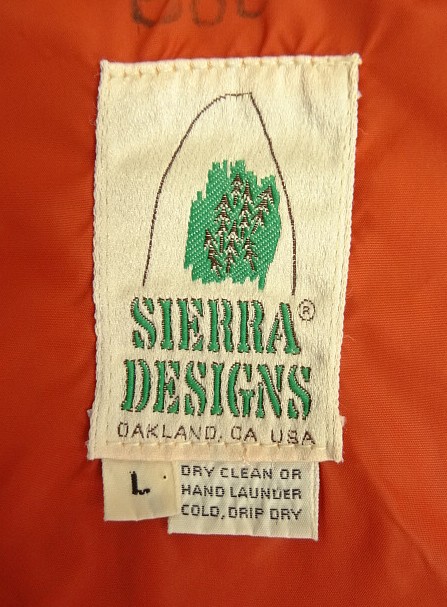 SIERRA®
DESIGNS
OAKLAND, CA USA
L
DRY CLEAN OR
HAND LAUNDER
COLD, DRIP DRY